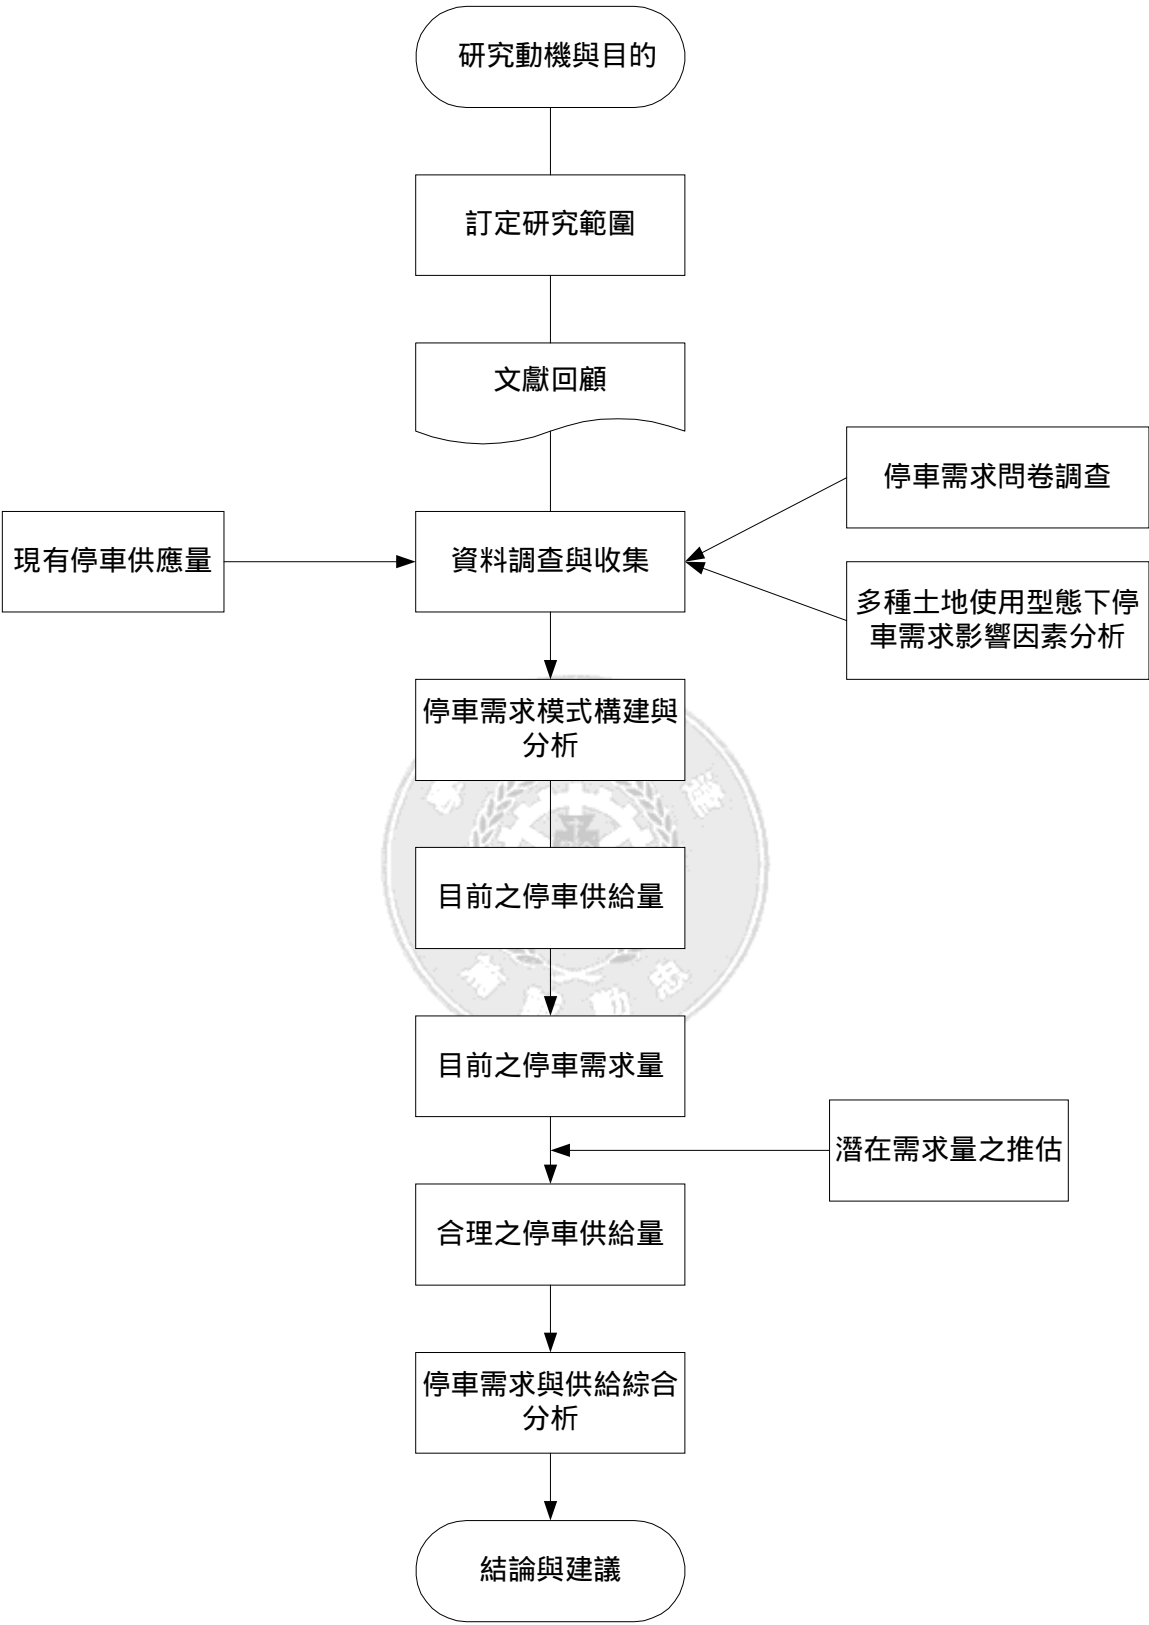 研究動機與目的
訂定研究範圍
文獻回顧
停車需求問卷調查
現有停車供應量
資料調查與收集
多種土地使用型態下停
車需求影響因素分析
停車需求模式構建與
分析
目前之停車供給量
目前之停車需求量
潛在需求量之推估
合理之停車供給量
停車需求與供給綜合
分析
結論與建議